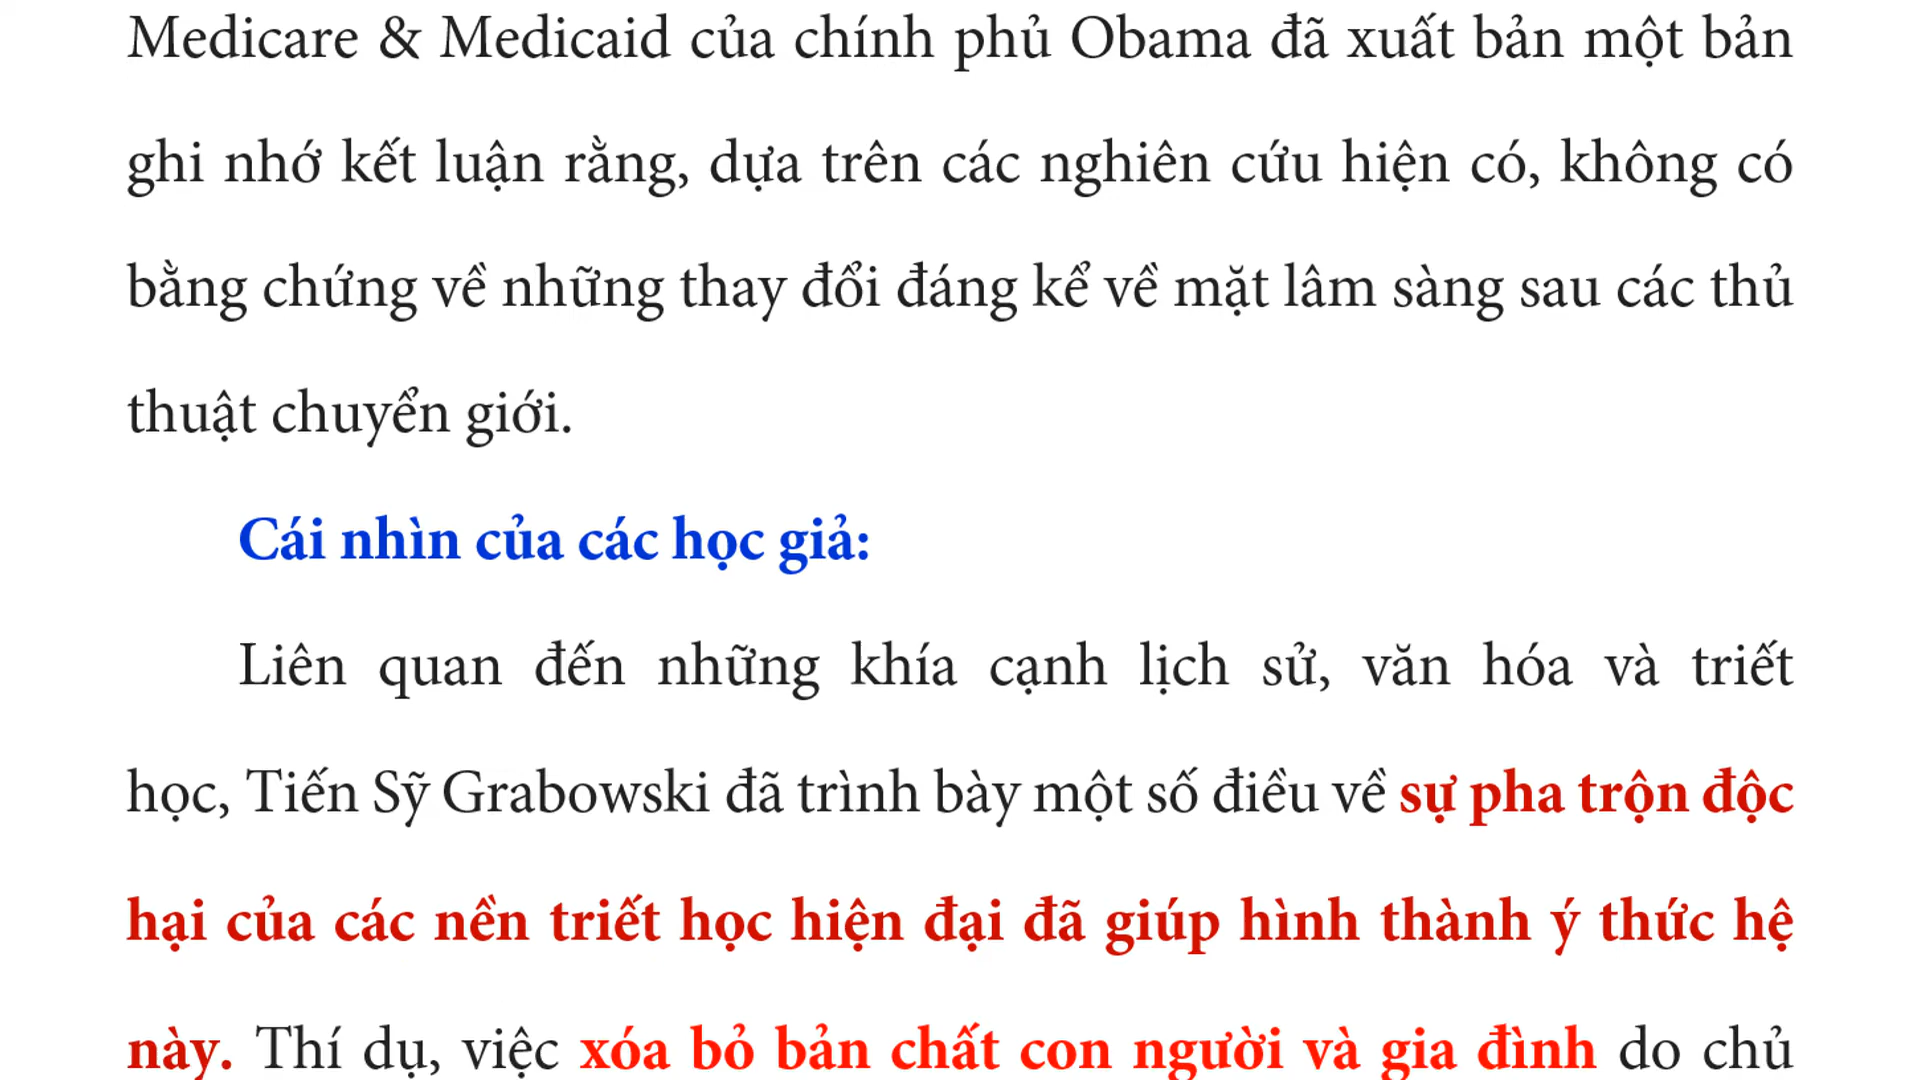 Medicare & Medicaid của chính phủ Obama đã xuất bản một bản
ghi nhớ kết luận rằng, dựa trên các nghiên cứu hiện có, không có
bằng chứng về những thay đổi đáng kể về mặt lâm sàng sau các thủ
thuật chuyển giới.
Cái nhìn của các học giả:
Liên quan đến những khía cạnh lịch sử, văn hóa và triết
học, Tiến Sỹ Grabowski đã trình bày một số điều về sự pha trộn độc
hại của các nền triết học hiện đại đã giúp hình thành ý thức hệ
này. Thí dụ, việc xóa bỏ bản chất con người và gia đình do chủ